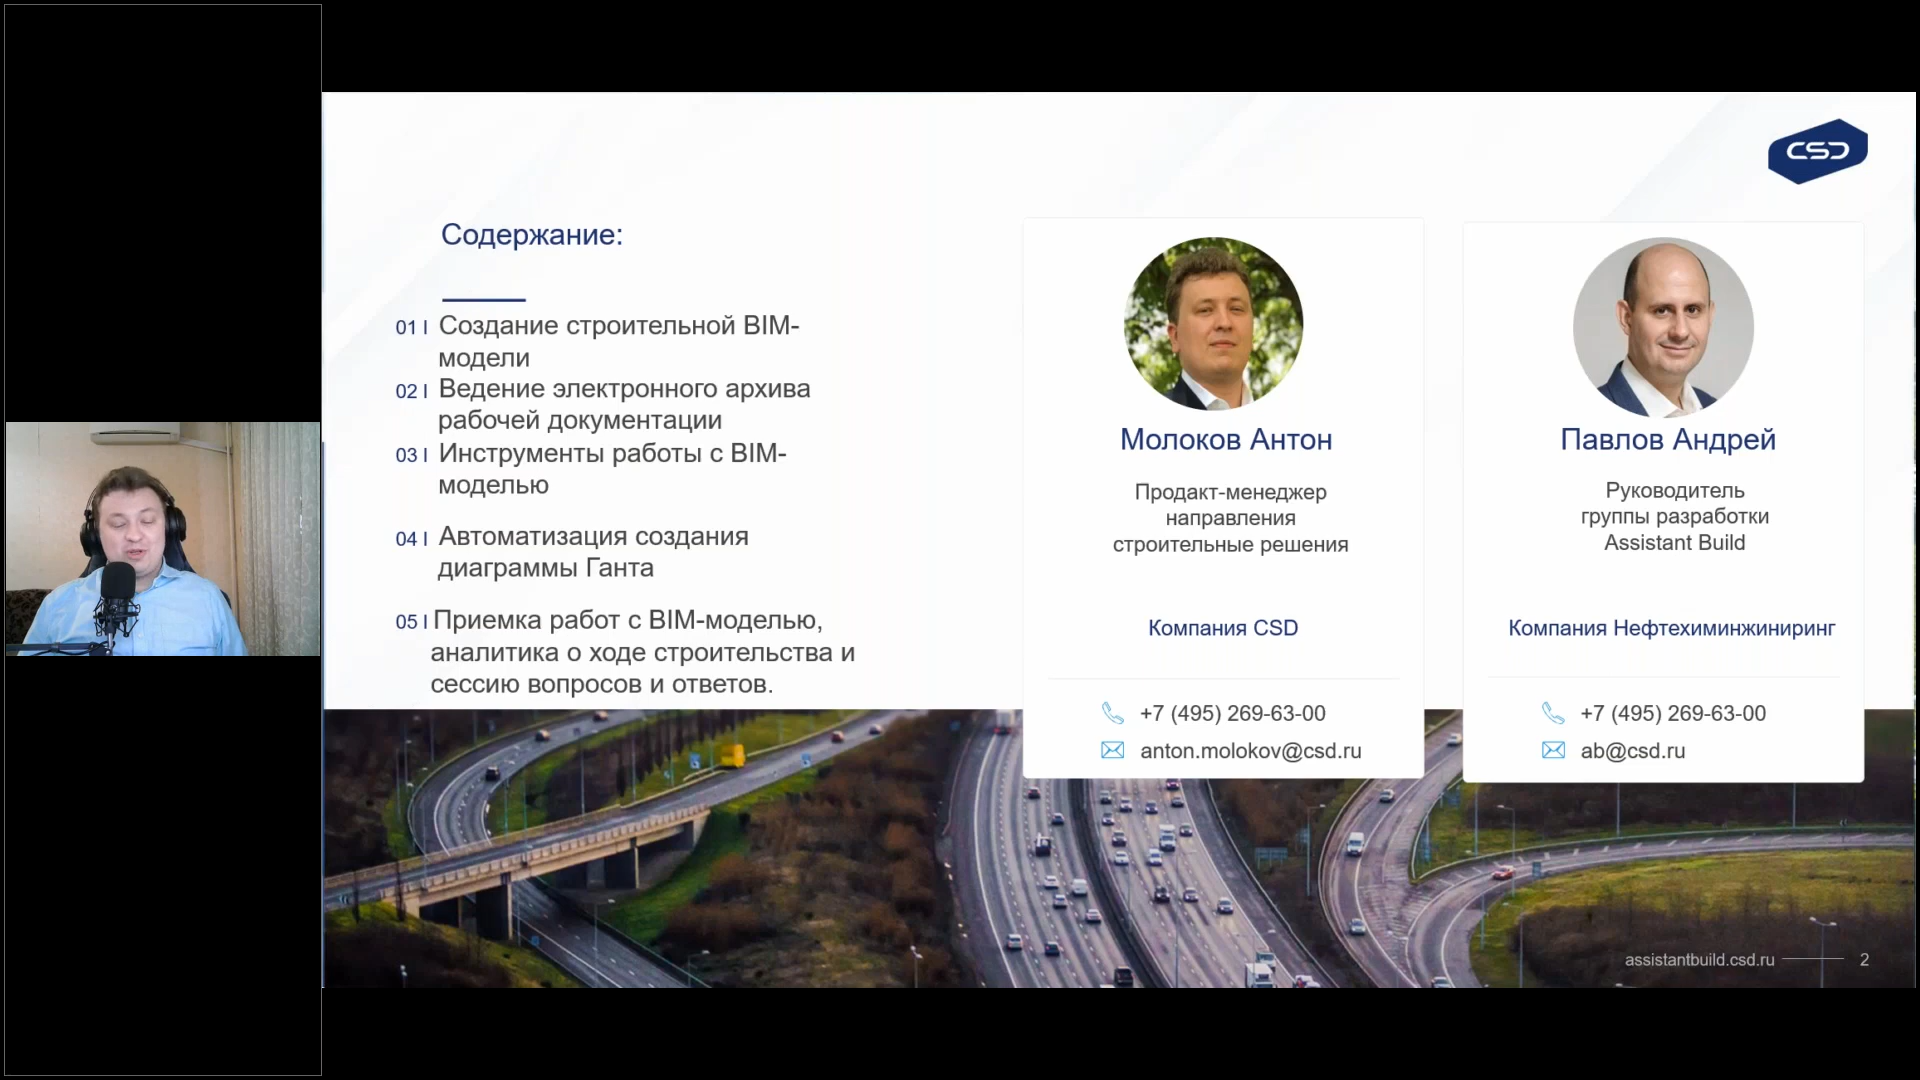 CSD
Содержание:
01 I Создание строительной BIM-
модели
02 I Ведение электронного архива
рабочей документации
03 I Инструменты работы с BIM-
моделью
04 I Автоматизация создания
диаграммы Ганта
05 I Приемка работ с BIM-моделью,
аналитика о ходе строительства и
сессию вопросов и ответов.
Молоков Антон
Продакт-менеджер
направления
строительные решения
Компания CSD
+7 (495) 269-63-00
anton.molokov@csd.ru
Павлов Андрей
Руководитель
группы разработки
Assistant Build
Компания Нефтехиминжиниринг
+7 (495) 269-63-00
ab@csd.ru
assistantbuild.csd.ru 2